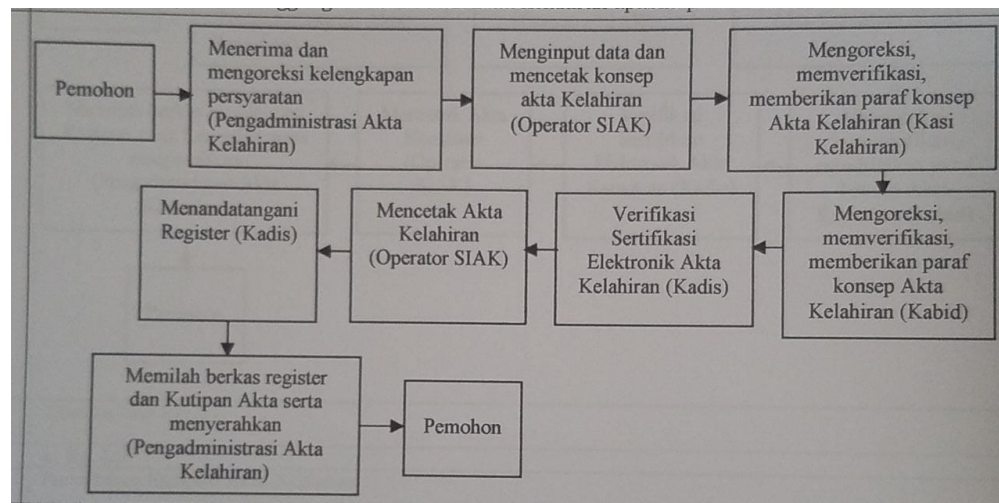 Pemohon
Menerima dan
mengoreksi kelengkapan
persyaratan
(Pengadministrasi Akta
Kelahiran)
Menginput data dan
mencetak konsep
akta Kelahiran
(Operator SIAK)
Mengoreksi,
memverifikasi,
memberikan paraf konsep
Akta Kelahiran (Kasi
Kelahiran)
Mengoreksi,
memverifikasi,
memberikan paraf
konsep Akta
Kelahiran (Kabid)
Verifikasi
Sertifikasi
Elektronik Akta
Kelahiran (Kadis)
Mencetak Akta
Kelahiran
(Operator SIAK)
Menandatangani
Register (Kadis)
Memilah berkas register
dan Kutipan Akta serta
menyerahkan
(Pengadministrasi Akta
Kelahiran)
Pemohon